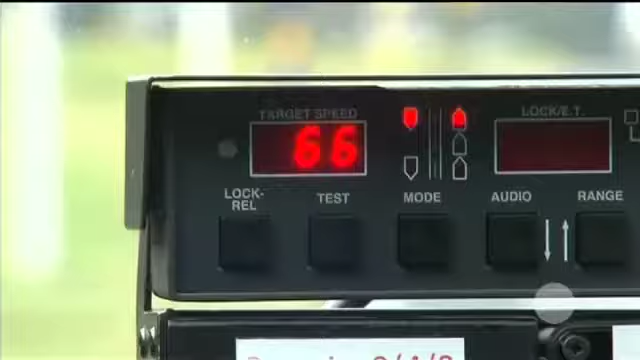 TARGET SPEED
LOCK/E.T.
66
LOCK-
REL
TEST
MODE
AUDIO
RANGE